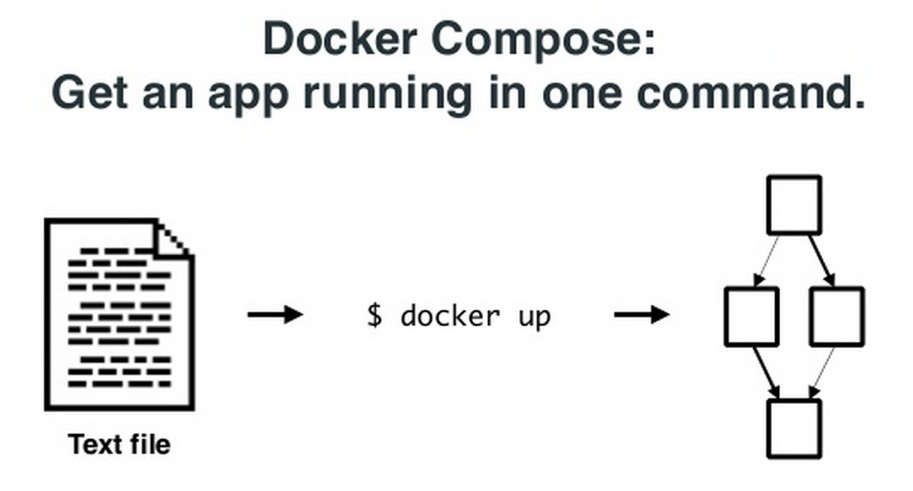 Docker Compose:
Get an app running in one command.
$ docker up
Text file